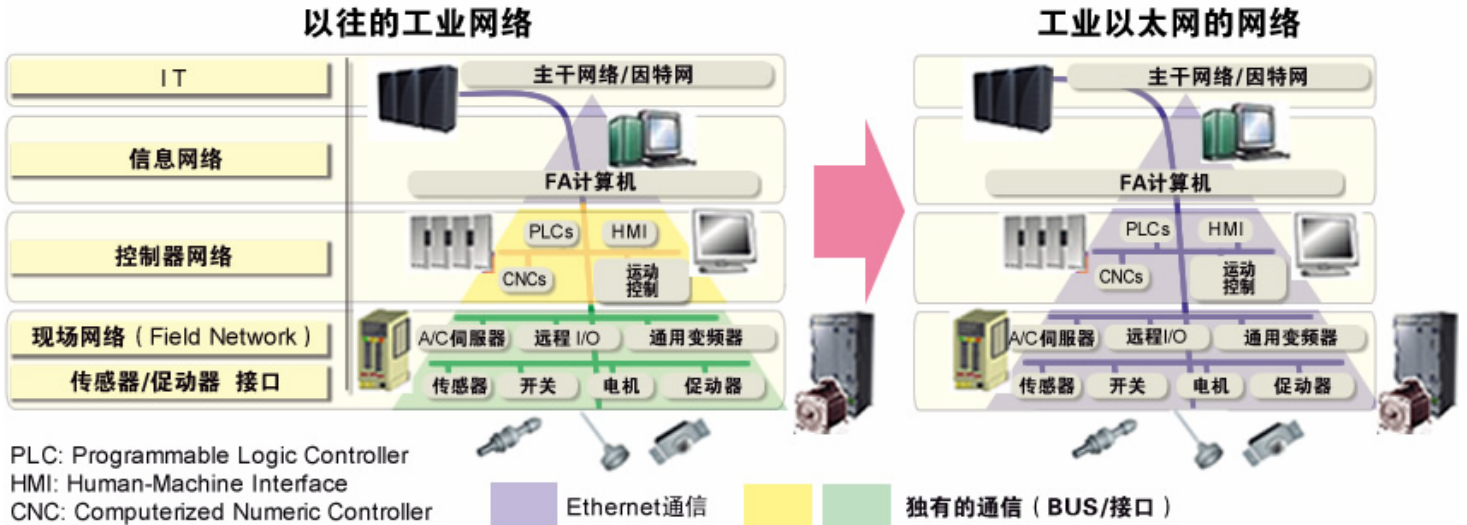 以往的工业网络
工业以太网的网络
IT
主干网络/因特网
信息网络
FA计算机
控制器网络
PLCs
HMI
CNCs
运动
控制
现场网络 ( Field Network )
A/C伺服器
远程 I/O
通用变频器
传感器/促动器 接口
传感器
开关
电机
促动器
主干网络/因特网
FA计算机
PLCs
HMI
CNCs
运动
控制
A/C伺服器
远程I/O
通用变频器
传感器
开关
电机
促动器
PLC: Programmable Logic Controller
HMI: Human-Machine Interface
CNC: Computerized Numeric Controller
Ethernet通信
独有的通信 ( BUS/接口 )